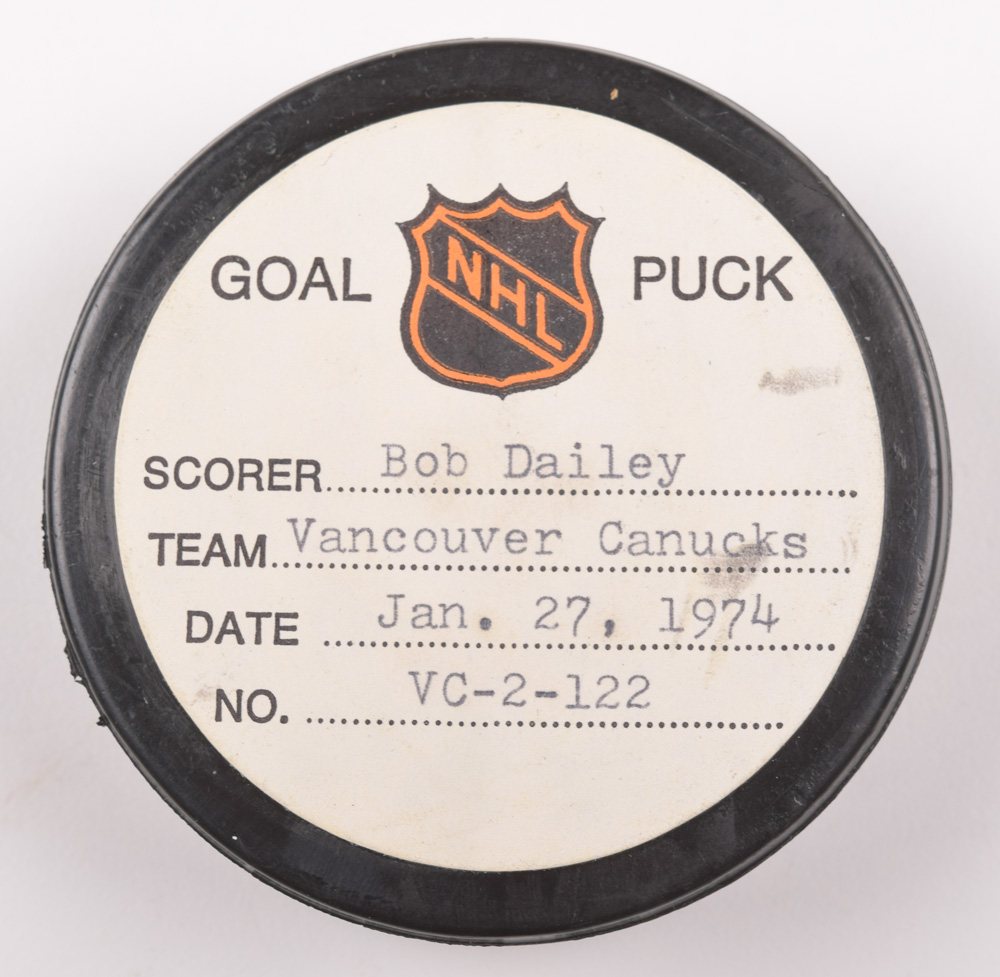 GOAL NHL PUCK
SCORER Bob Dailey
TEAM Vancouver Canucks
DATE Jan. 27, 1974
NO. VC-2-122